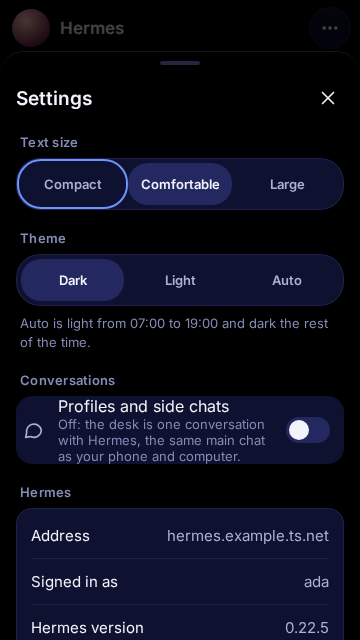 Hermes
Settings
Text size
Compact
Comfortable
Large
Theme
Dark
Light
Auto
Auto is light from 07:00 to 19:00 and dark the rest
of the time.
Conversations
Profiles and side chats
Off: the desk is one conversation
with Hermes, the same main chat
as your phone and computer.
Hermes
Address hermes.example.ts.net
Signed in as ada
Hermes version 0.22.5